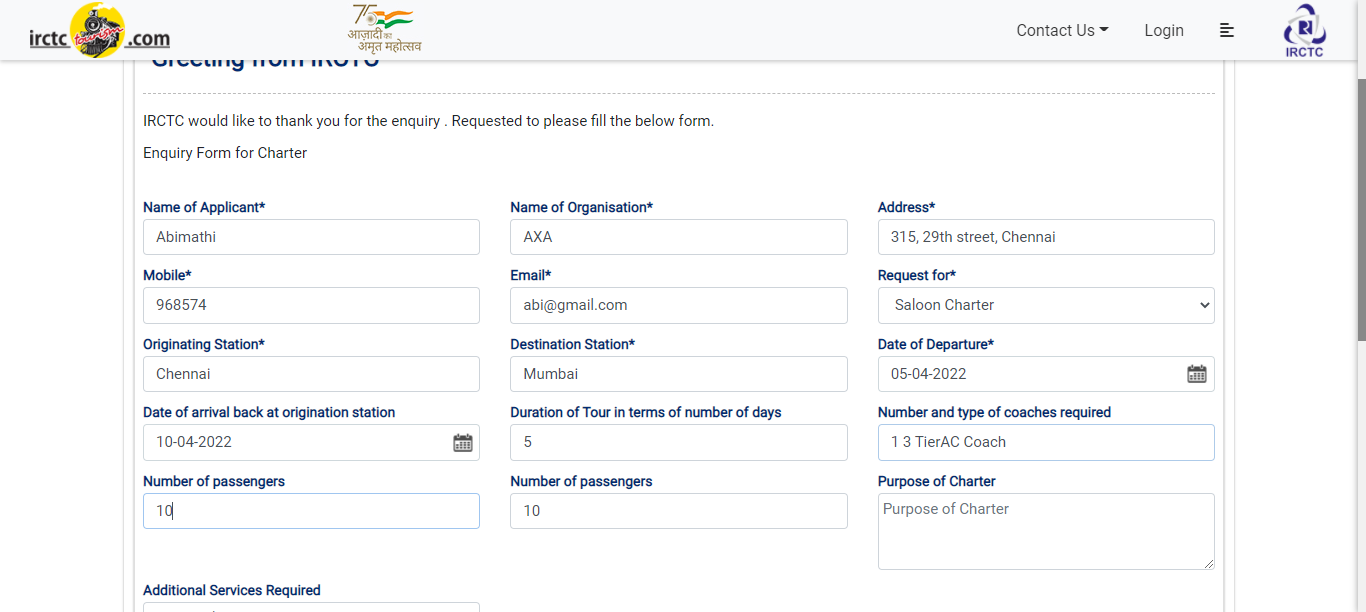 irctc tourism .com
75
आज़ादी का
अमृत महोत्सव
Contact Us
Login
IRCTC
Greeting from IRCTC
IRCTC would like to thank you for the enquiry . Requested to please fill the below form.
Enquiry Form for Charter
Name of Applicant* Name of Organisation* Address*
Abimathi AXA 315, 29th street, Chennai
Mobile* Email* Request for*
968574 abi@gmail.com Saloon Charter
Originating Station* Destination Station* Date of Departure*
Chennai Mumbai 05-04-2022
Date of arrival back at origination station Duration of Tour in terms of number of days Number and type of coaches required
10-04-2022 5 1 3 TierAC Coach
Number of passengers Number of passengers Purpose of Charter
10 10 Purpose of Charter
Additional Services Required